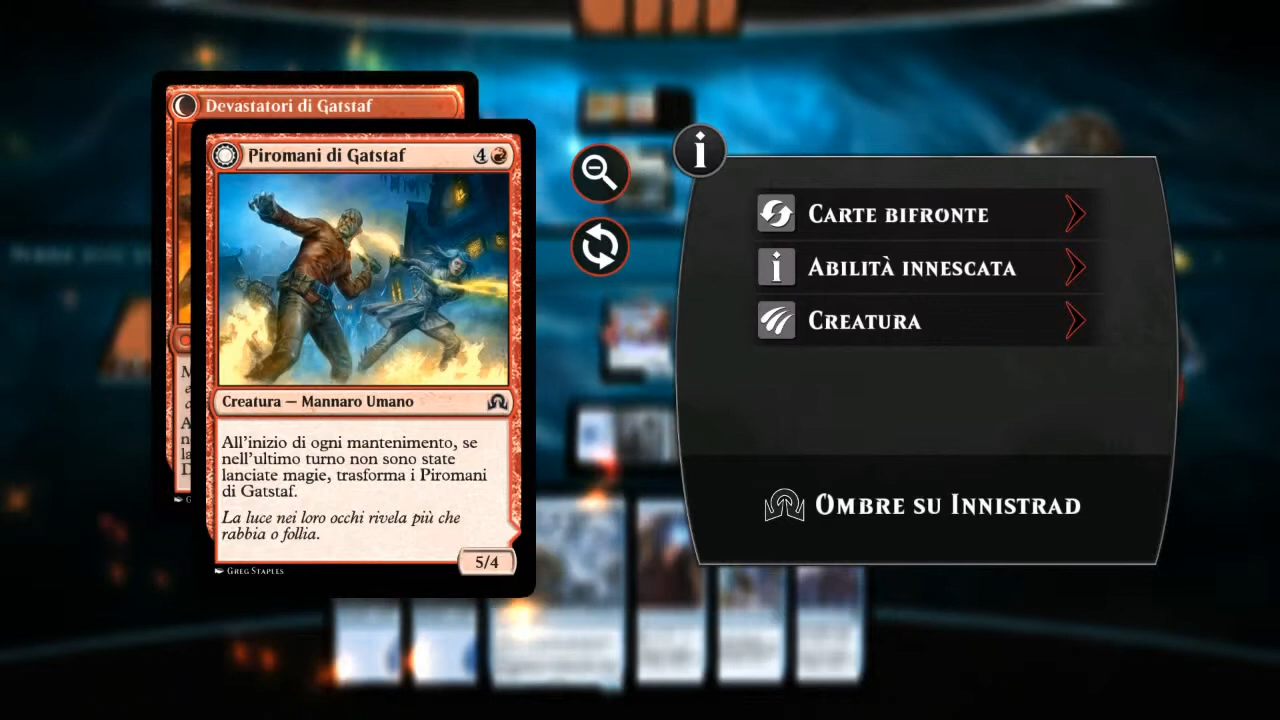 Devastatori di Gatstaf
Piromani di Gatstaf
4
Creatura — Mannaro Umano
All'inizio di ogni mantenimento, se
nell'ultimo turno non sono state
lanciate magie, trasforma i Piromani
di Gatstaf.
La luce nei loro occhi rivela più che
rabbia o follia.
5/4
Greg Staples
i
Carte bifronte
Abilità innescata
Creatura
Ombre su Innistrad